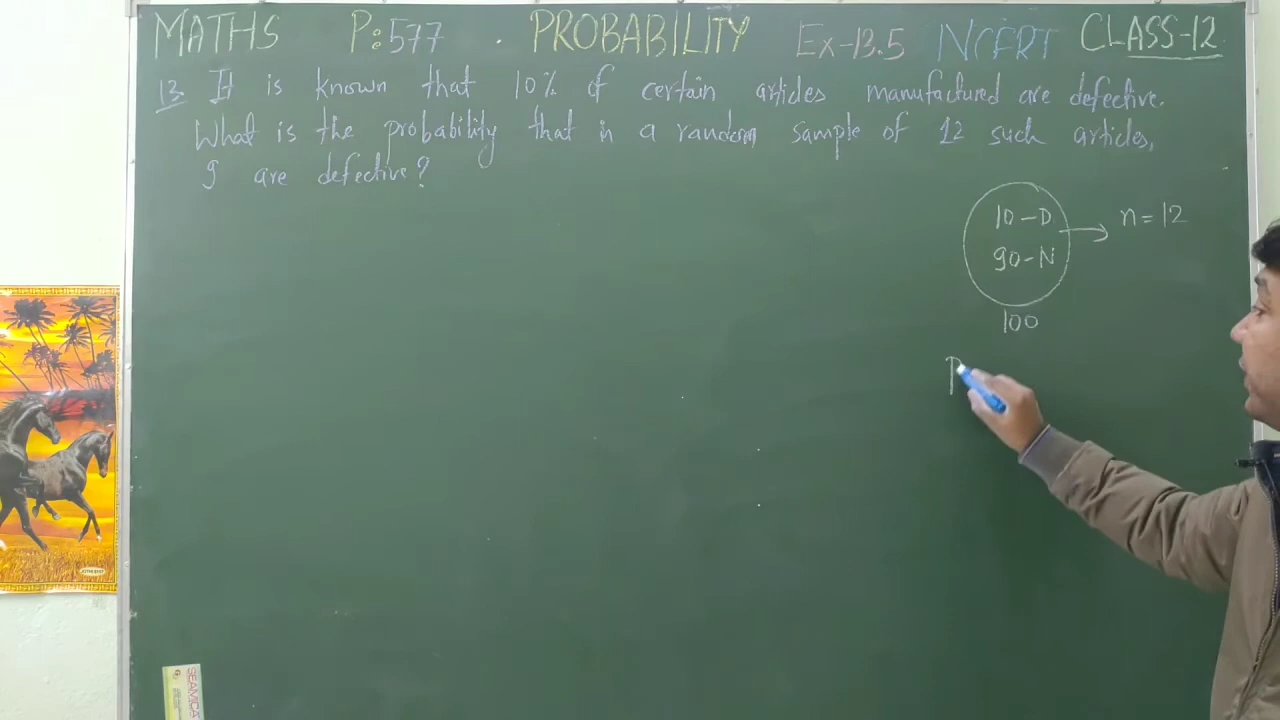 MATHS P:577 . PROBABILITY Ex-13.5 NCERT CLASS-12
13. It is known that 10% of certain articles manufactured are defective.
What is the probability that in a random sample of 12 such articles,
9 are defective?
10 - D → n = 12
90 - N
100
P
SEAMICA